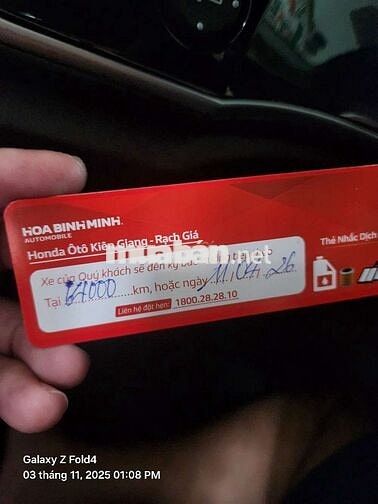 HOA BINH MINH
AUTOMOBILE
Honda Ôtô Kiên Giang - Rạch Giá
Thẻ Nhắc Dịch
Xe của Quý khách sẽ đến kỳ
Tại 64000 km, hoặc ngày 11.04.26
Liên hệ đặt hẹn: 1800.28.28.10
muaban.net
Galaxy Z Fold4
03 tháng 11, 2025 01:08 PM